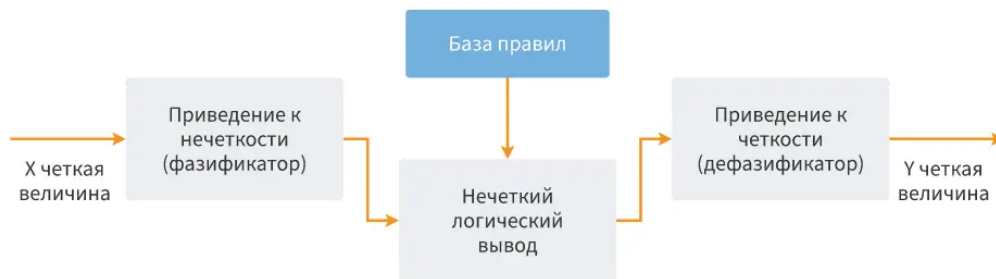 База правил
Приведение к
нечеткости
(фазификатор)
Приведение к
четкости
(дефазификатор)
X четкая
величина
Y четкая
величина
Нечеткий
логический
вывод